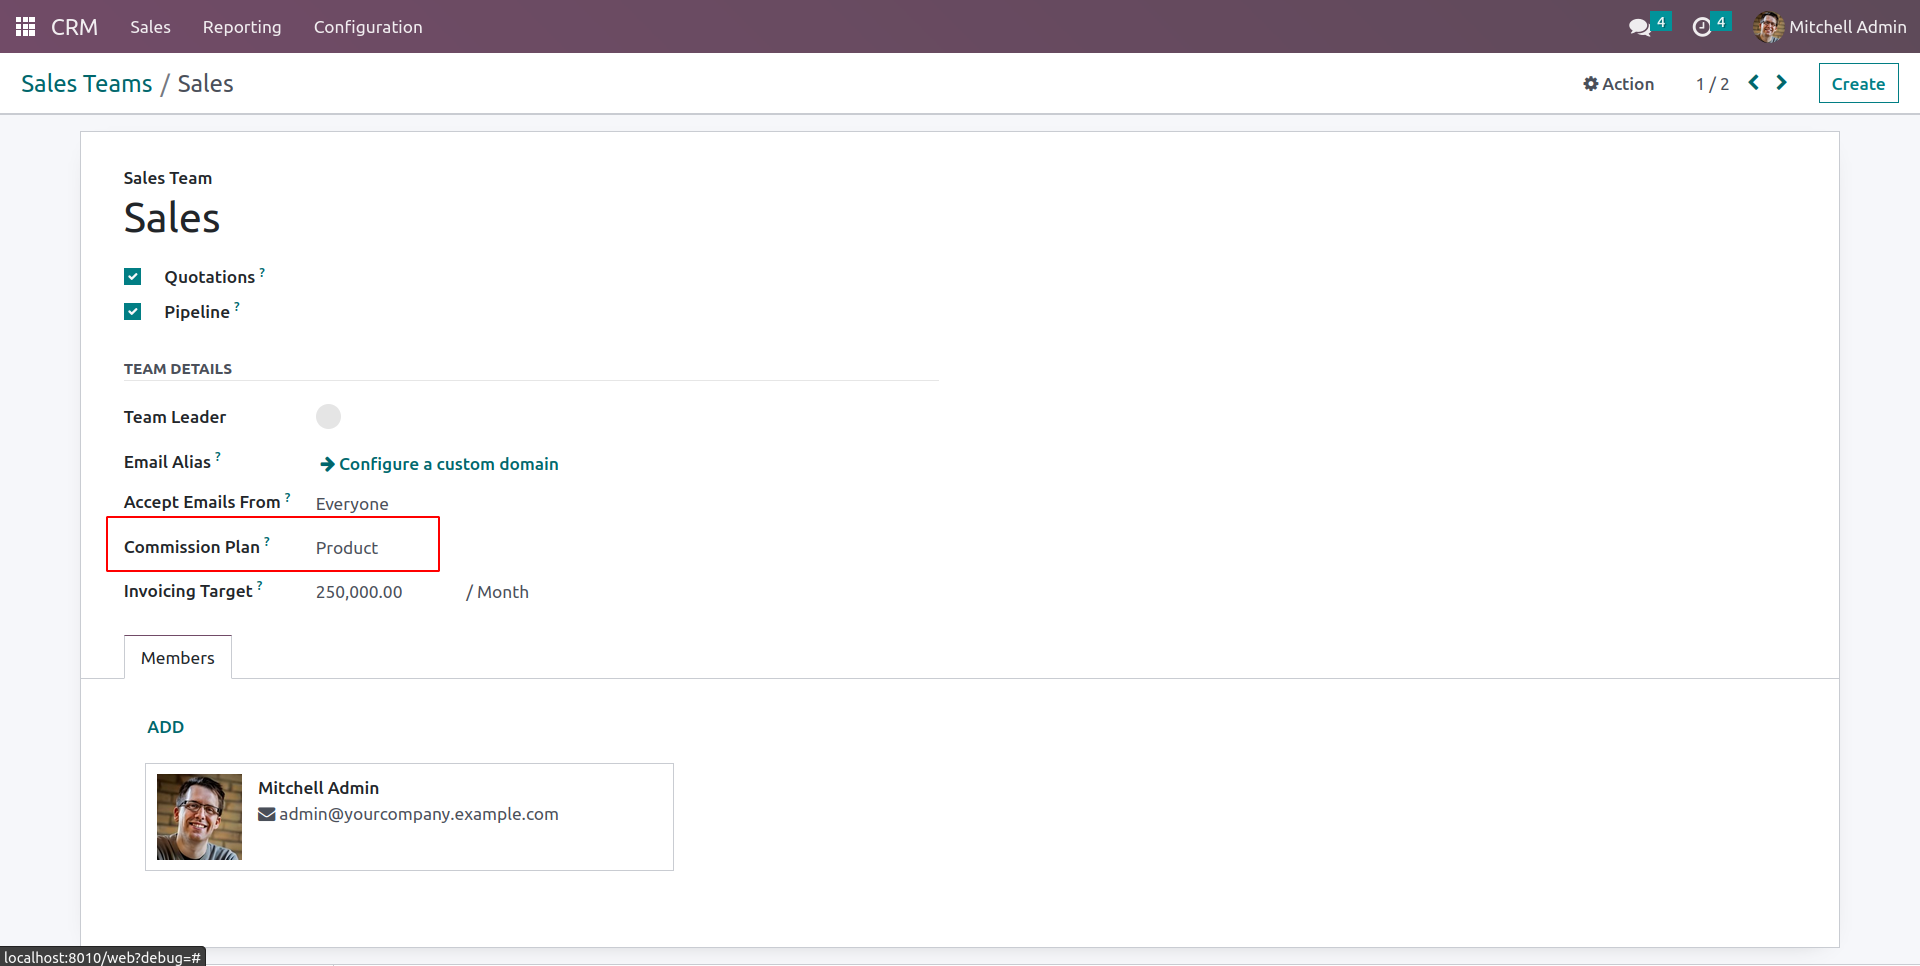 CRM Sales Reporting Configuration 4 4 Mitchell Admin
Sales Teams / Sales Action 1 / 2 Create
Sales Team
Sales
Quotations ?
Pipeline ?
TEAM DETAILS
Team Leader
Email Alias ? Configure a custom domain
Accept Emails From ? Everyone
Commission Plan ? Product
Invoicing Target ? 250,000.00 / Month
Members
ADD
Mitchell Admin
admin@yourcompany.example.com
localhost:8010/web?debug=#